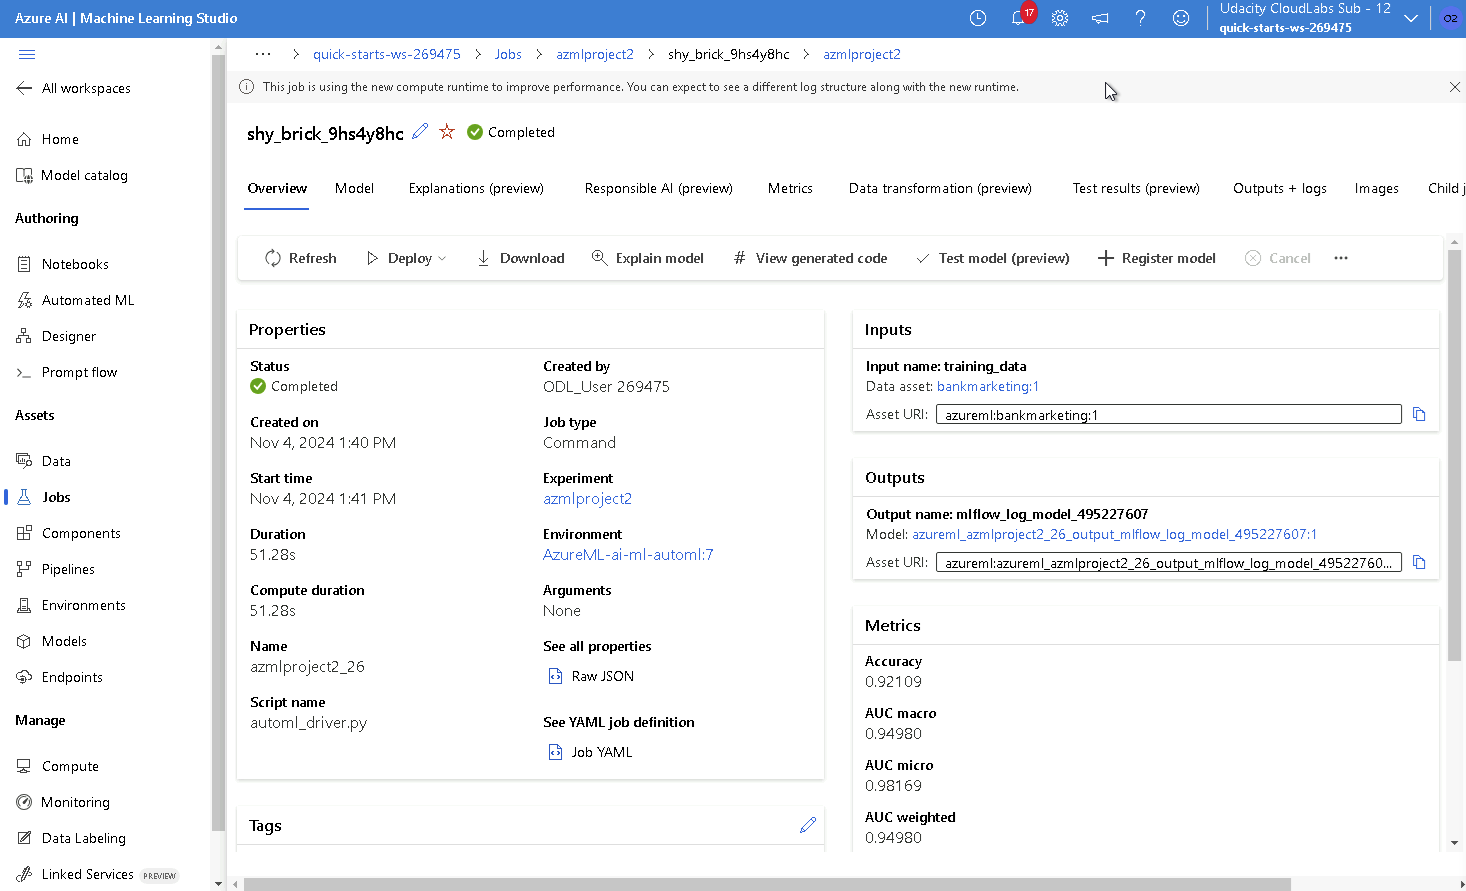 Azure AI | Machine Learning Studio
17
Udacity CloudLabs Sub - 12
quick-starts-ws-269475
O2
All workspaces
Home
Model catalog
Authoring
Notebooks
Automated ML
Designer
Prompt flow
Assets
Data
Jobs
Components
Pipelines
Environments
Models
Endpoints
Manage
Compute
Monitoring
Data Labeling
Linked Services PREVIEW
... > quick-starts-ws-269475 > Jobs > azmlproject2 > shy_brick_9hs4y8hc > azmlproject2
This job is using the new compute runtime to improve performance. You can expect to see a different log structure along with the new runtime.
shy_brick_9hs4y8hc Completed
Overview Model Explanations (preview) Responsible AI (preview) Metrics Data transformation (preview) Test results (preview) Outputs + logs Images Child j
Refresh Deploy Download Explain model # View generated code Test model (preview) Register model Cancel ...
Properties
Status
Completed
Created on
Nov 4, 2024 1:40 PM
Start time
Nov 4, 2024 1:41 PM
Duration
51.28s
Compute duration
51.28s
Name
azmlproject2_26
Script name
automl_driver.py
Created by
ODL_User 269475
Job type
Command
Experiment
azmlproject2
Environment
AzureML-ai-ml-automl:7
Arguments
None
See all properties
Raw JSON
See YAML job definition
Job YAML
Tags
Inputs
Input name: training_data
Data asset: bankmarketing:1
Asset URI: azureml:bankmarketing:1
Outputs
Output name: mlflow_log_model_495227607
Model: azureml_azmlproject2_26_output_mlflow_log_model_495227607:1
Asset URI: azureml:azureml_azmlproject2_26_output_mlflow_log_model_49522760...
Metrics
Accuracy
0.92109
AUC macro
0.94980
AUC micro
0.98169
AUC weighted
0.94980